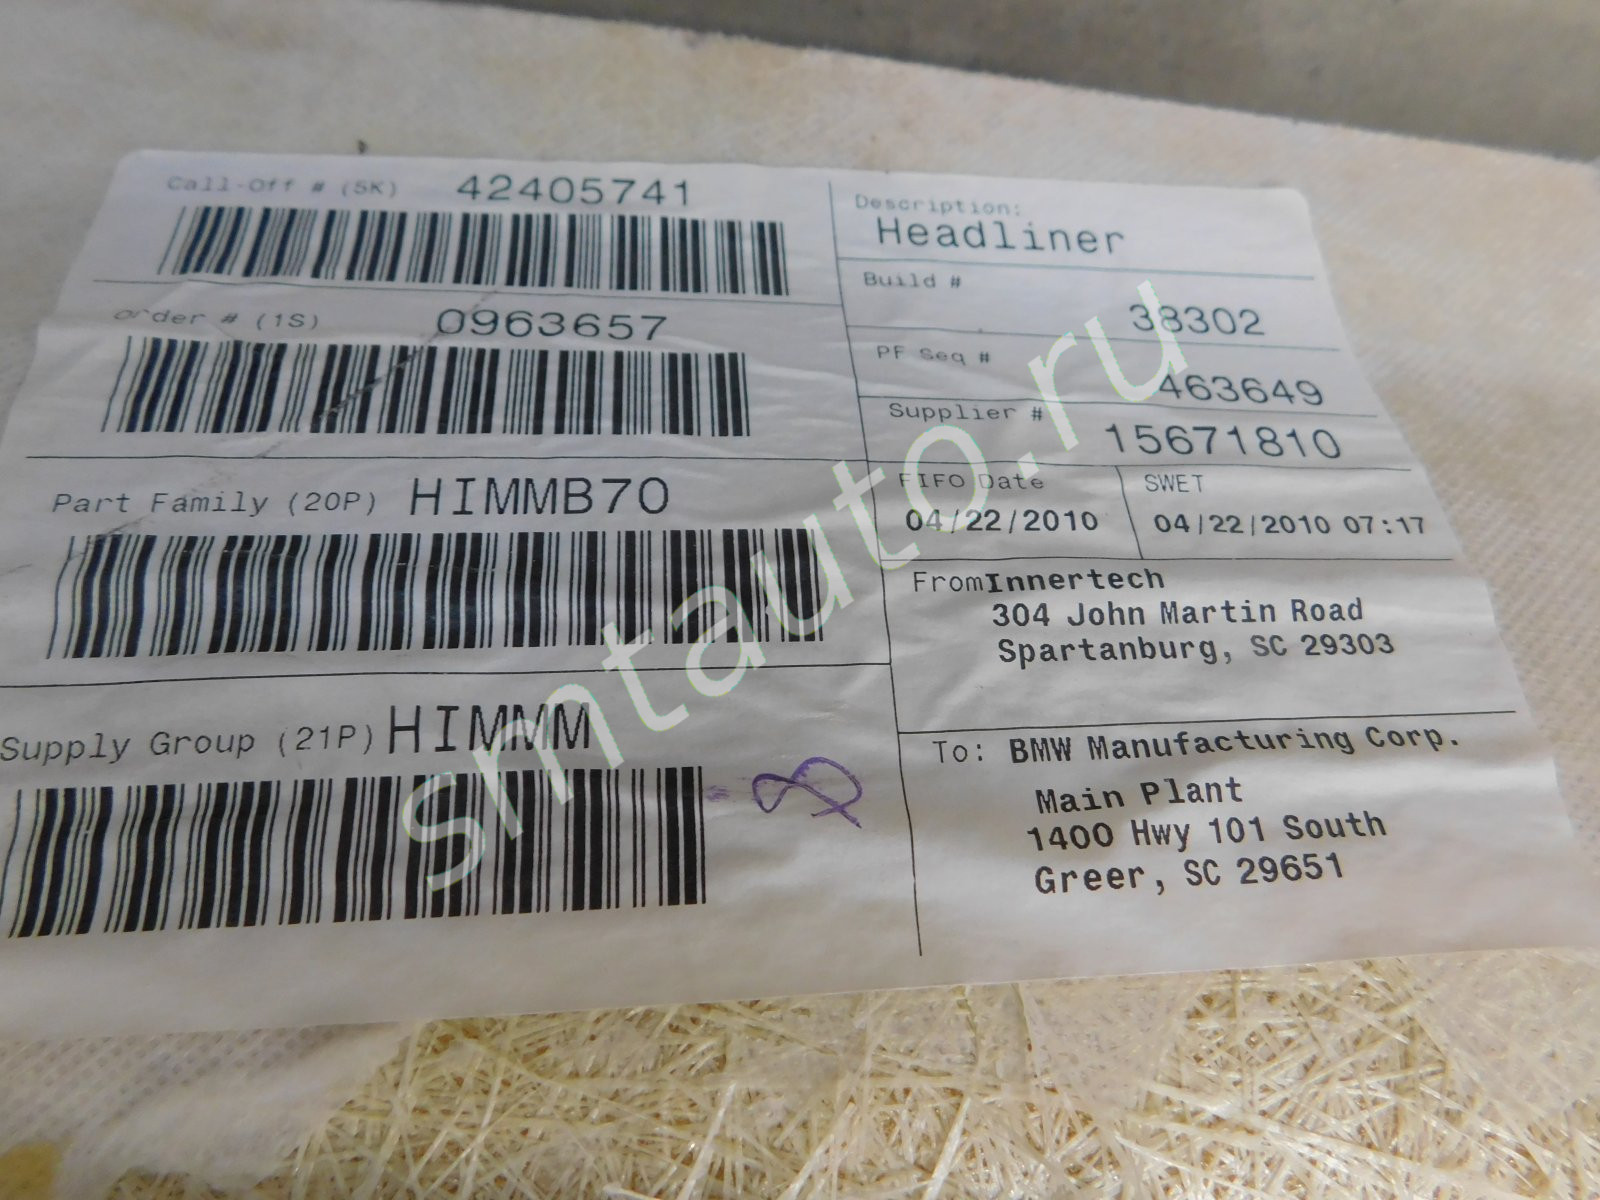 Call-Off # (5K) 42405741
Order # (1S) 0963657
Part Family (20P) HIMMB70
Supply Group (21P) HIMMM
8
Description:
Headliner
Build #
38302
PF Seq #
463649
Supplier #
15671810
FIFO Date
04/22/2010
SWET
04/22/2010 07:17
From Innertech
304 John Martin Road
Spartanburg, SC 29303
To: BMW Manufacturing Corp.
Main Plant
1400 Hwy 101 South
Greer, SC 29651
smtauto.ru